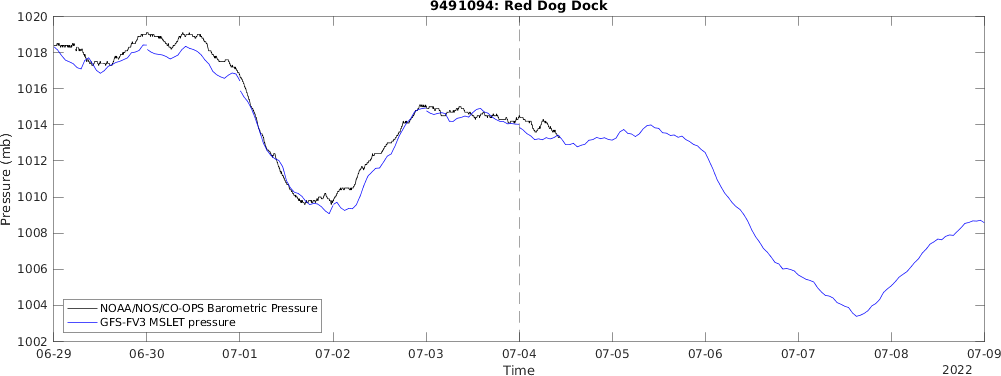 9491094: Red Dog Dock
1020
1018
1016
1014
1012
1010
1008
1006
1004
1002
Pressure (mb)
NOAA/NOS/CO-OPS Barometric Pressure
GFS-FV3 MSLET pressure
06-29 06-30 07-01 07-02 07-03 07-04 07-05 07-06 07-07 07-08 07-09
Time
2022